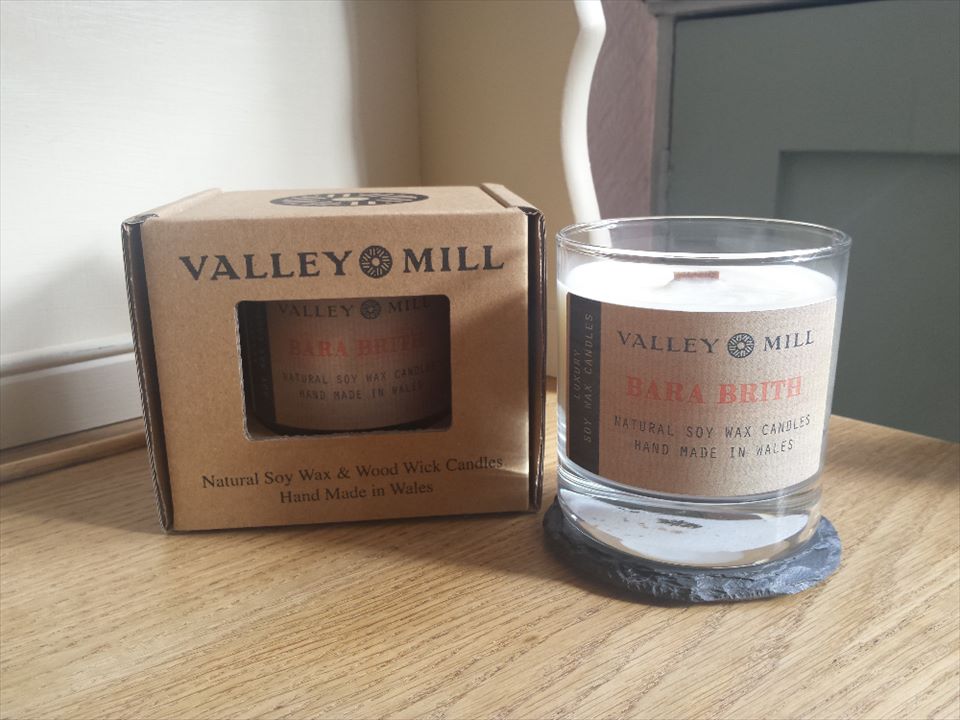 VALLEY MILL
VALLEY MILL
BARA BRITH
NATURAL SOY WAX CANDLES
HAND MADE IN WALES
Natural Soy Wax & Wood Wick Candles
Hand Made in Wales
LUXURY
SOY WAX CANDLES
VALLEY MILL
BARA BRITH
NATURAL SOY WAX CANDLES
HAND MADE IN WALES